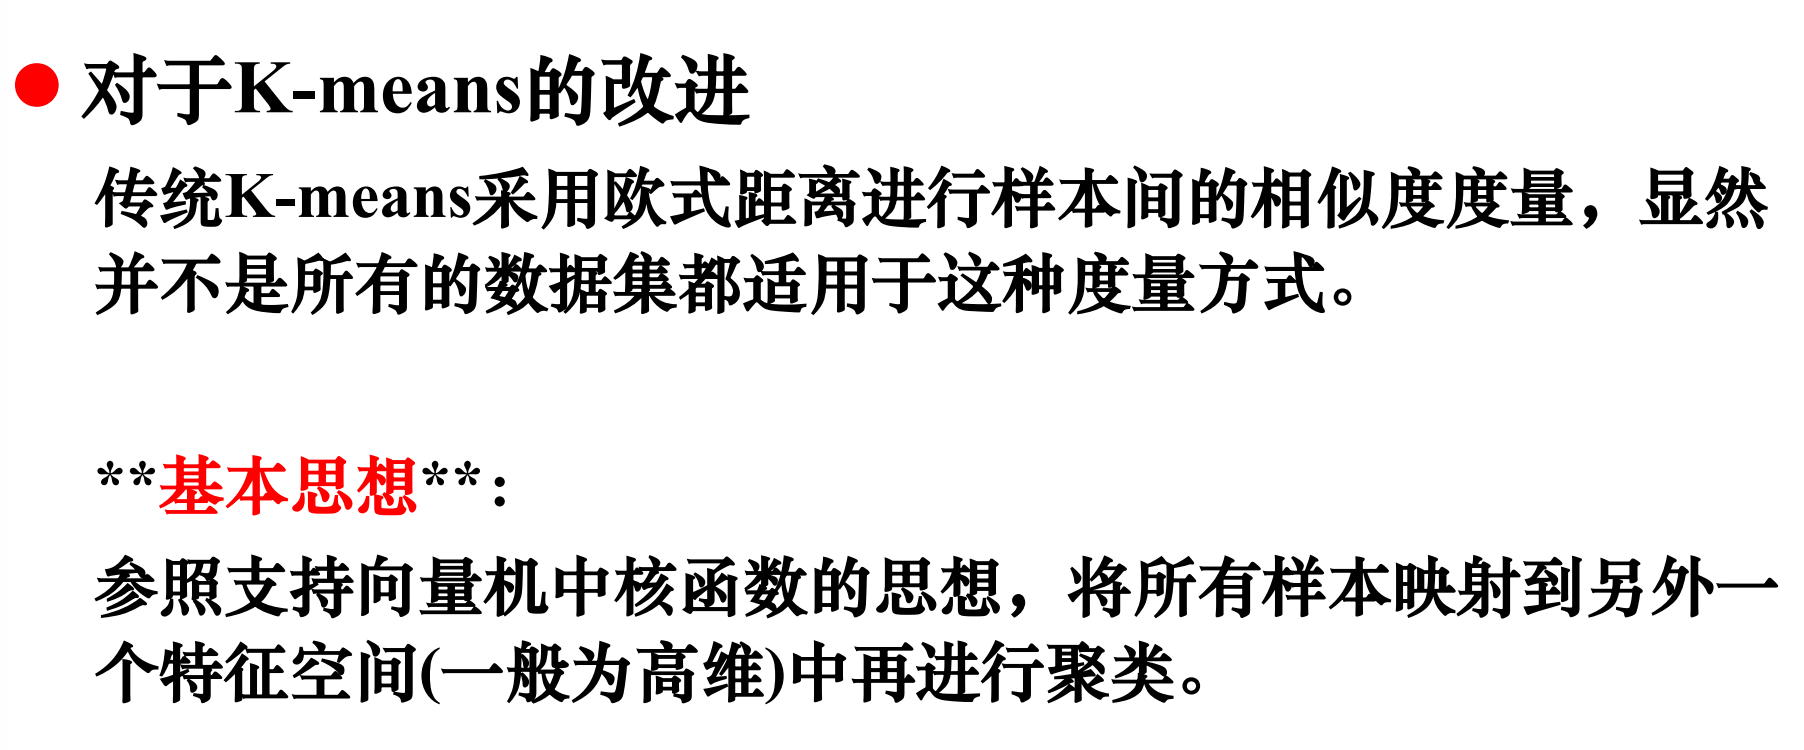 对于K-means的改进
传统K-means采用欧式距离进行样本间的相似度度量，显然
并不是所有的数据集都适用于这种度量方式。
**基本思想**：
参照支持向量机中核函数的思想，将所有样本映射到另外一
个特征空间(一般为高维)中再进行聚类。